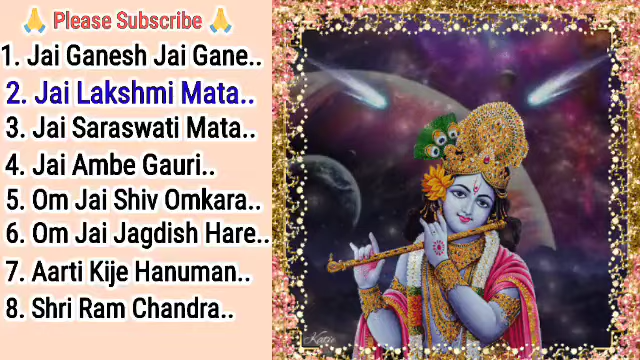 🙏 Please Subscribe 🙏
1. Jai Ganesh Jai Gane..
2. Jai Lakshmi Mata..
3. Jai Saraswati Mata..
4. Jai Ambe Gauri..
5. Om Jai Shiv Omkara..
6. Om Jai Jagdish Hare..
7. Aarti Kije Hanuman..
8. Shri Ram Chandra..